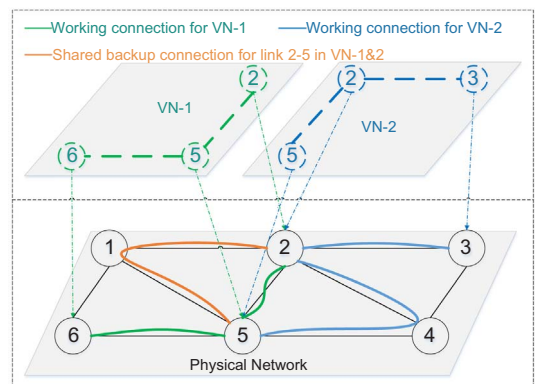 Working connection for VN-1 Working connection for VN-2
Shared backup connection for link 2-5 in VN-1&2
2 2 3
VN-1
VN-2
6 5 5
1 2 3
6 5 4
Physical Network